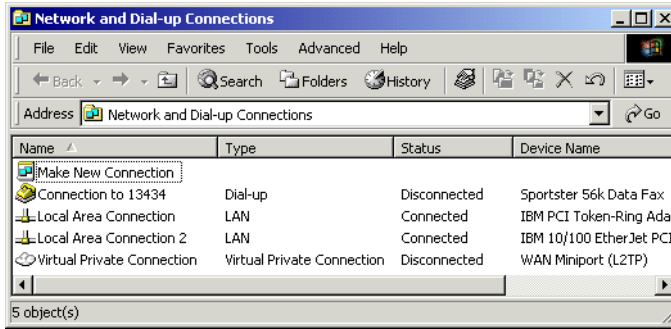 Network and Dial-up Connections
File Edit View Favorites Tools Advanced Help
Back Search Folders History
Address Network and Dial-up Connections Go
Name Type Status Device Name
Make New Connection
Connection to 13434 Dial-up Disconnected Sportster 56k Data Fax
Local Area Connection LAN Connected IBM PCI Token-Ring Ada
Local Area Connection 2 LAN Connected IBM 10/100 EtherJet PCI
Virtual Private Connection Virtual Private Connection Disconnected WAN Miniport (L2TP)
5 object(s)